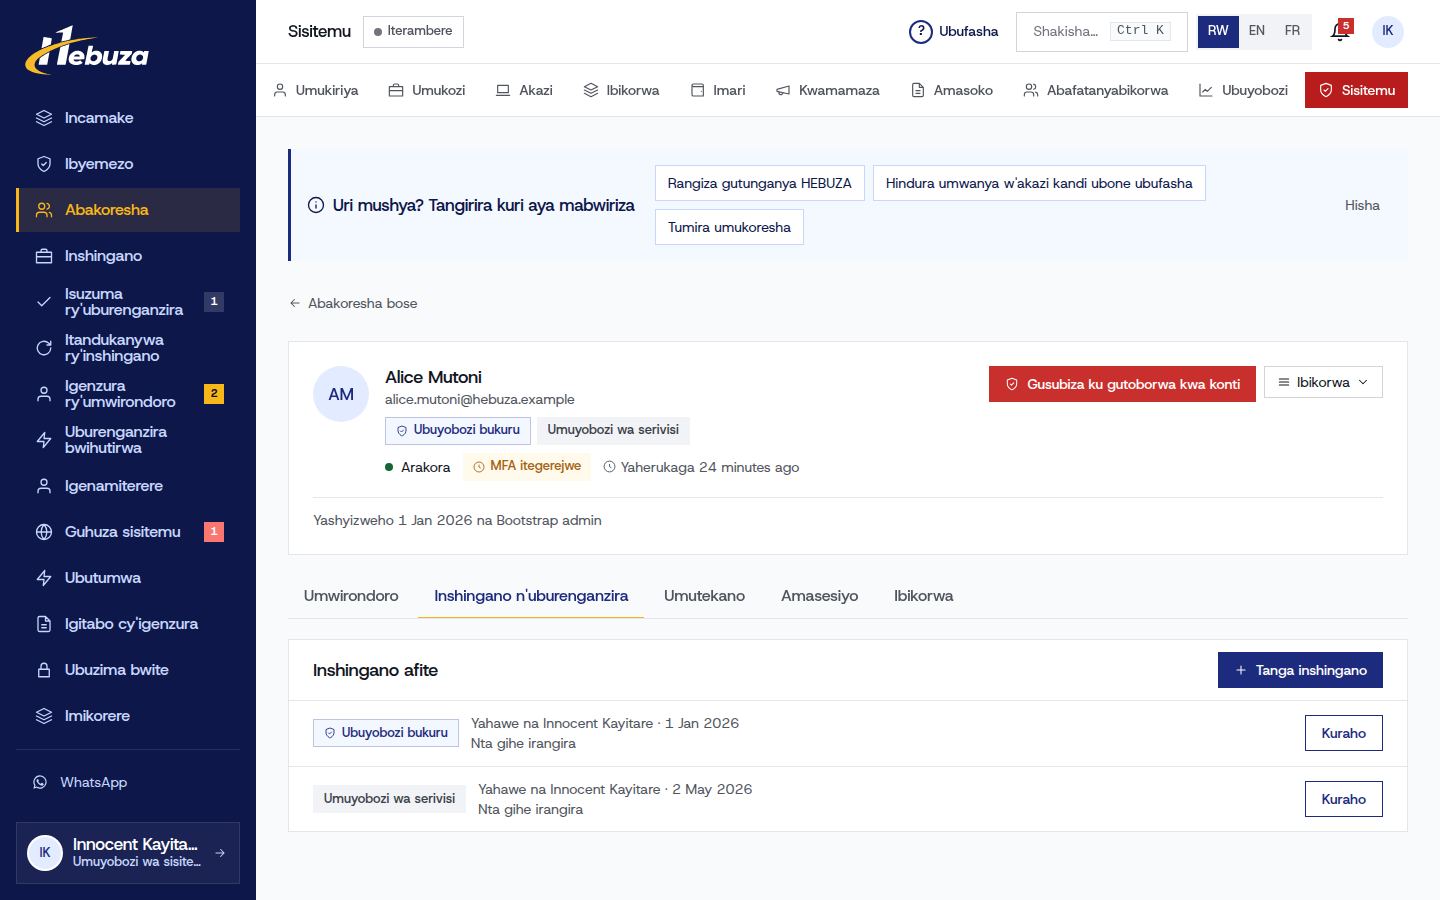 Hebuza
Incamake
Ibyemezo
Abakoresha
Inshingano
Isuzuma
ry'uburenganzira
1
Itandukanywa
ry'inshingano
Igenzura
ry'umwirondoro
2
Uburenganzira
bwihutirwa
Igenamiterere
Guhuza sisitemu
1
Ubutumwa
Igitabo cy'igenzura
Ubuzima bwite
Imikorere
WhatsApp
IK
Innocent Kayita...
Umuyobozi wa sisite...
Sisitemu
Iterambere
? Ubufasha
Shakisha... Ctrl K
RW EN FR
5
IK
Umukiriya
Umukozi
Akazi
Ibikorwa
Imari
Kwamamaza
Amasoko
Abafatanyabikorwa
Ubuyobozi
Sisitemu
Uri mushya? Tangirira kuri aya mabwiriza
Rangiza gutunganya HEBUZA
Hindura umwanya w'akazi kandi ubone ubufasha
Tumira umukoresha
Hisha
Abakoresha bose
AM
Alice Mutoni
alice.mutoni@hebuza.example
Ubuyobozi bukuru
Umuyobozi wa serivisi
Arakora
MFA itegerejwe
Yaherukaga 24 minutes ago
Gusubiza ku gutoborwa kwa konti
Ibikorwa
Yashyizweho 1 Jan 2026 na Bootstrap admin
Umwirondoro
Inshingano n'uburenganzira
Umutekano
Amasesiyo
Ibikorwa
Inshingano afite
Tanga inshingano
Ubuyobozi bukuru
Yahawe na Innocent Kayitare · 1 Jan 2026
Nta gihe irangira
Kuraho
Umuyobozi wa serivisi
Yahawe na Innocent Kayitare · 2 May 2026
Nta gihe irangira
Kuraho